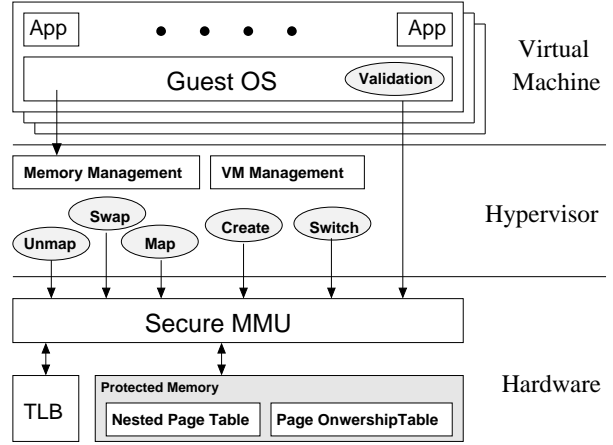 App
App
Virtual
Machine
Guest OS
Validation
Memory Management
VM Management
Hypervisor
Swap
Unmap
Map
Create
Switch
Secure MMU
Hardware
TLB
Protected Memory
Nested Page Table
Page OnwershipTable